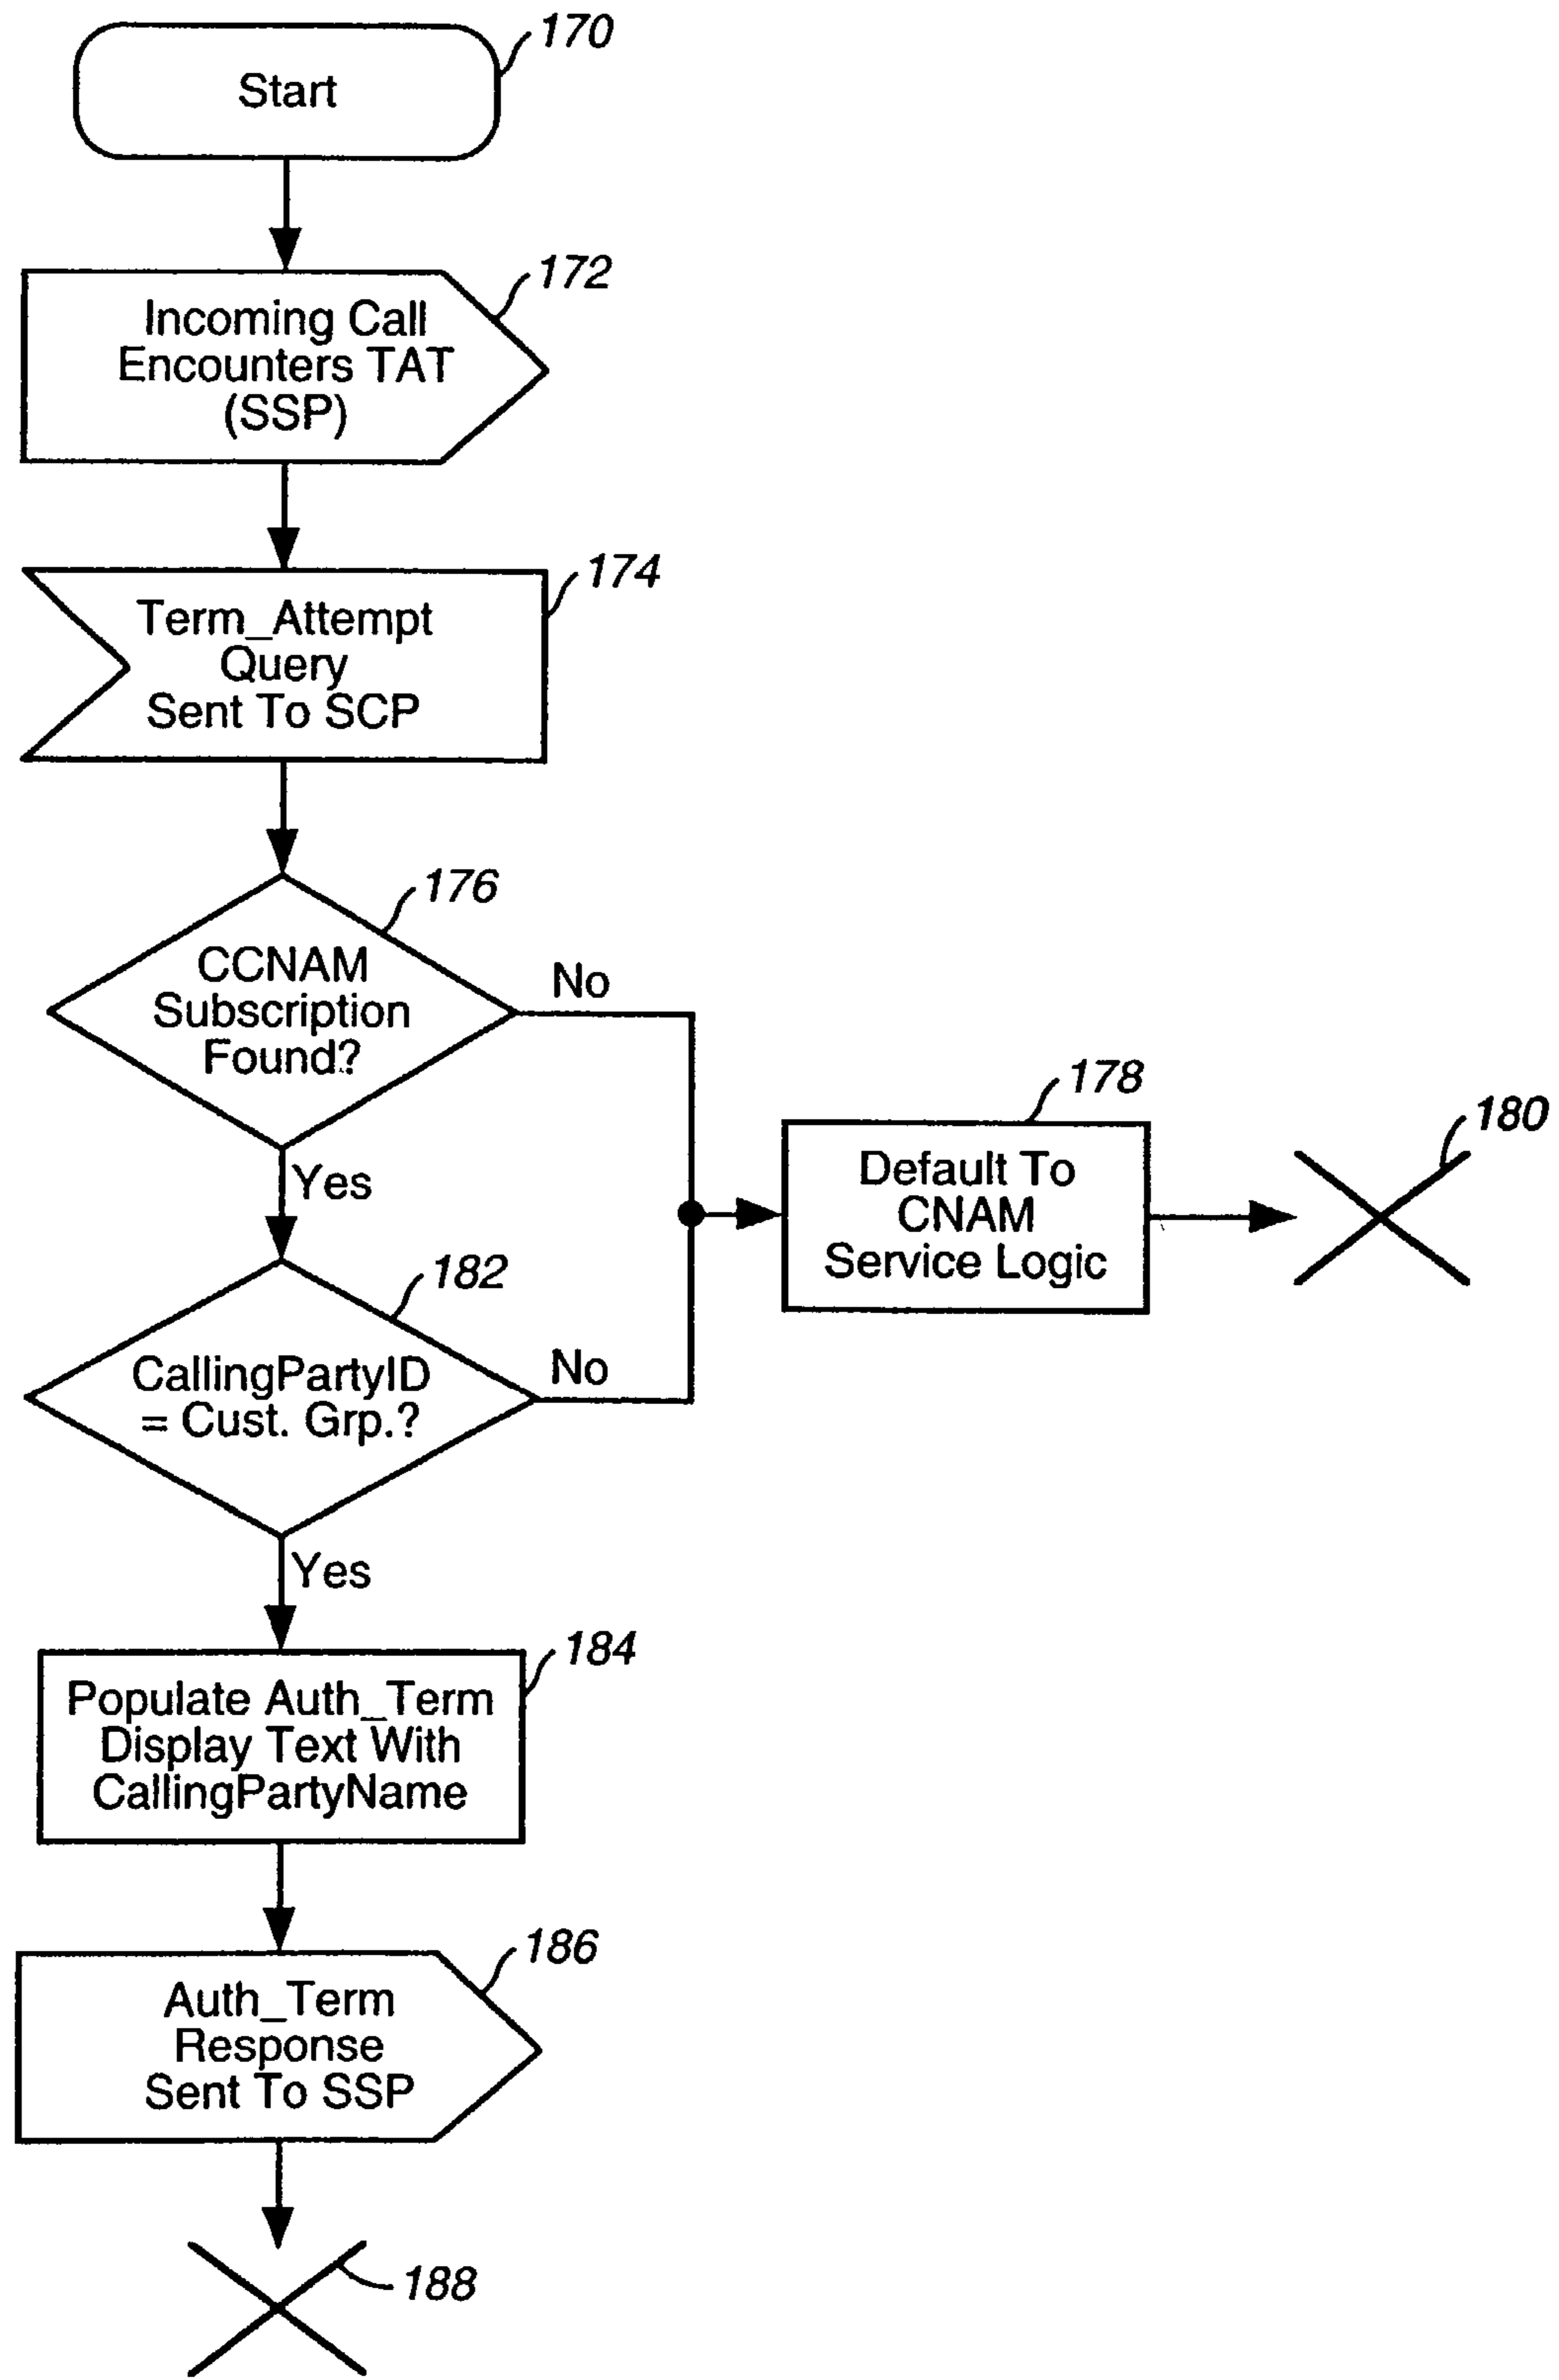 170
Start
172
Incoming Call
Encounters TAT
(SSP)
174
Term_Attempt
Query
Sent To SCP
176
CCNAM
Subscription
Found?
No
Yes
178
Default To
CNAM
Service Logic
180
182
CallingPartyID
= Cust. Grp.?
No
Yes
184
Populate Auth_Term
Display Text With
CallingPartyName
186
Auth_Term
Response
Sent To SSP
188